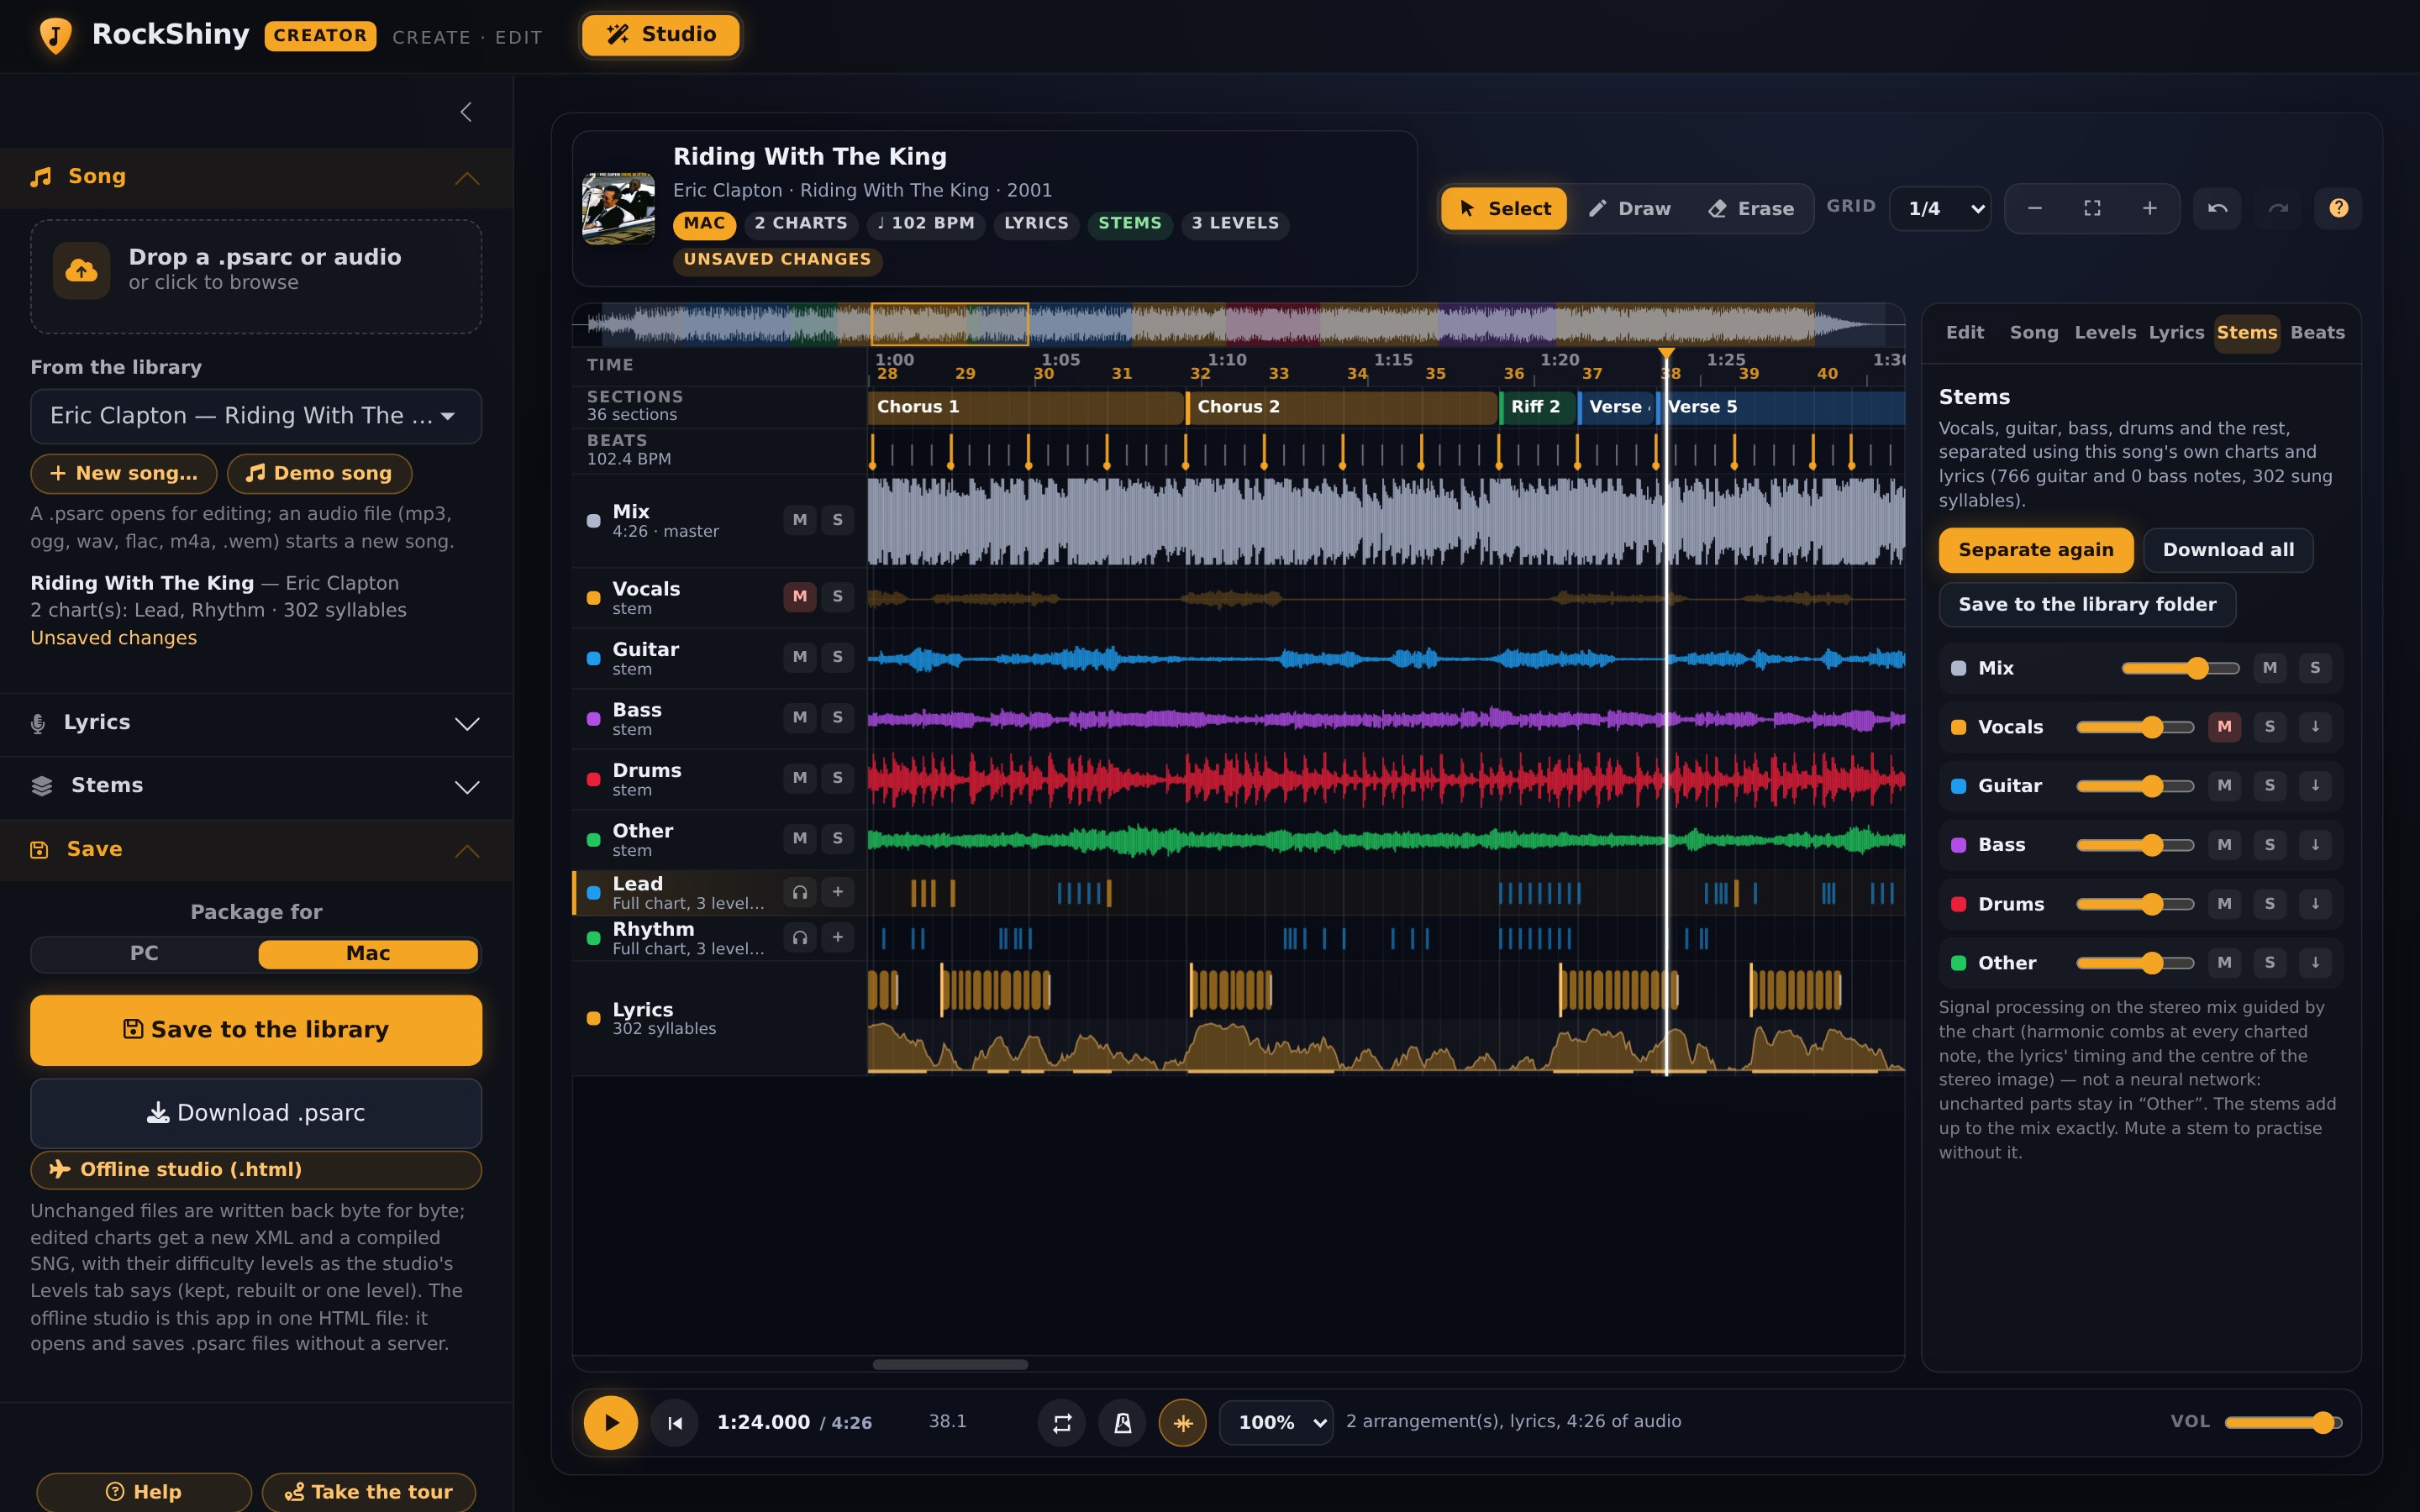 RockShiny CREATOR CREATE · EDIT Studio
Song
Drop a .psarc or audio
or click to browse
From the library
Eric Clapton — Riding With The ...
+ New song... Demo song
A .psarc opens for editing; an audio file (mp3,
ogg, wav, flac, m4a, .wem) starts a new song.
Riding With The King — Eric Clapton
2 chart(s): Lead, Rhythm · 302 syllables
Unsaved changes
Lyrics
Stems
Save
Package for
PC Mac
Save to the library
Download .psarc
Offline studio (.html)
Unchanged files are written back byte for byte;
edited charts get a new XML and a compiled
SNG, with their difficulty levels as the studio's
Levels tab says (kept, rebuilt or one level). The
offline studio is this app in one HTML file: it
opens and saves .psarc files without a server.
Help Take the tour
Riding With The King
Eric Clapton · Riding With The King · 2001
MAC 2 CHARTS ♩ 102 BPM LYRICS STEMS 3 LEVELS
UNSAVED CHANGES
Select Draw Erase GRID 1/4 − +  ?
TIME 1:00 1:05 1:10 1:15 1:20 1:25
28 29 30 31 32 33 34 35 36 37 38 39 40
SECTIONS
36 sections
Chorus 1 Chorus 2 Riff 2 Verse Verse 5
BEATS
102.4 BPM
Mix M S
4:26 · master
Vocals M S
stem
Guitar M S
stem
Bass M S
stem
Drums M S
stem
Other M S
stem
Lead +
Full chart, 3 level...
Rhythm +
Full chart, 3 level...
Lyrics
302 syllables
Edit Song Levels Lyrics Stems Beats
Stems
Vocals, guitar, bass, drums and the rest,
separated using this song's own charts and
lyrics (766 guitar and 0 bass notes, 302 sung
syllables).
Separate again Download all
Save to the library folder
Mix M S
Vocals M S ↓
Guitar M S ↓
Bass M S ↓
Drums M S ↓
Other M S ↓
Signal processing on the stereo mix guided by
the chart (harmonic combs at every charted
note, the lyrics' timing and the centre of the
stereo image) — not a neural network:
uncharted parts stay in “Other”. The stems add
up to the mix exactly. Mute a stem to practise
without it.
1:24.000 / 4:26 38.1 100% 2 arrangement(s), lyrics, 4:26 of audio VOL